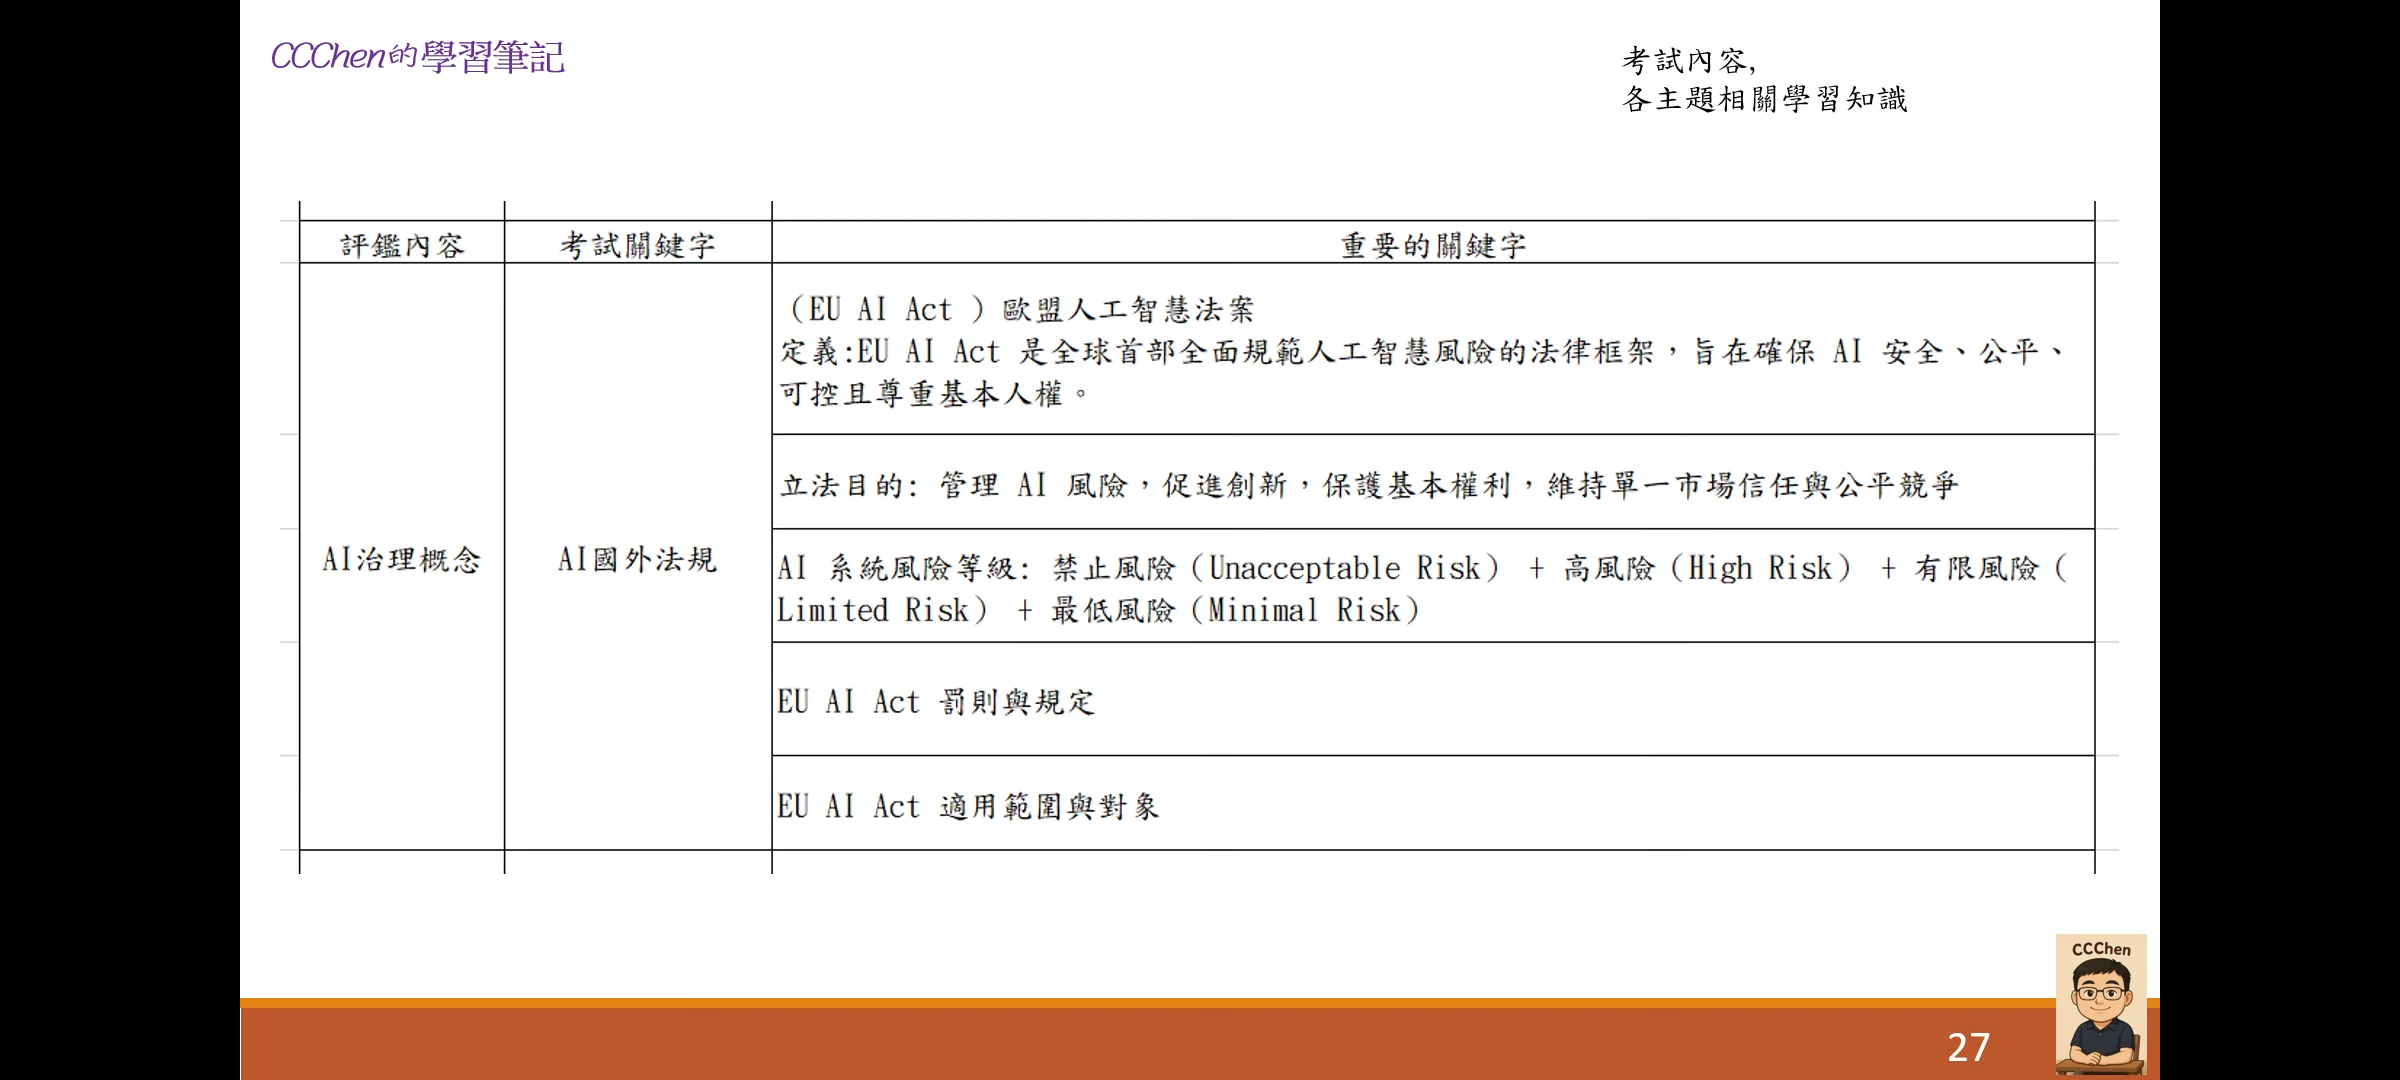 CCChen的學習筆記
考試內容,
各主題相關學習知識
評鑑內容
考試關鍵字
重要的關鍵字
AI治理概念
AI國外法規
（EU AI Act ）歐盟人工智慧法案
定義:EU AI Act 是全球首部全面規範人工智慧風險的法律框架，旨在確保 AI 安全、公平、
可控且尊重基本人權。
立法目的: 管理 AI 風險，促進創新，保護基本權利，維持單一市場信任與公平競爭
AI 系統風險等級: 禁止風險（Unacceptable Risk） + 高風險（High Risk） + 有限風險（
Limited Risk） + 最低風險（Minimal Risk）
EU AI Act 罰則與規定
EU AI Act 適用範圍與對象
CCChen
27